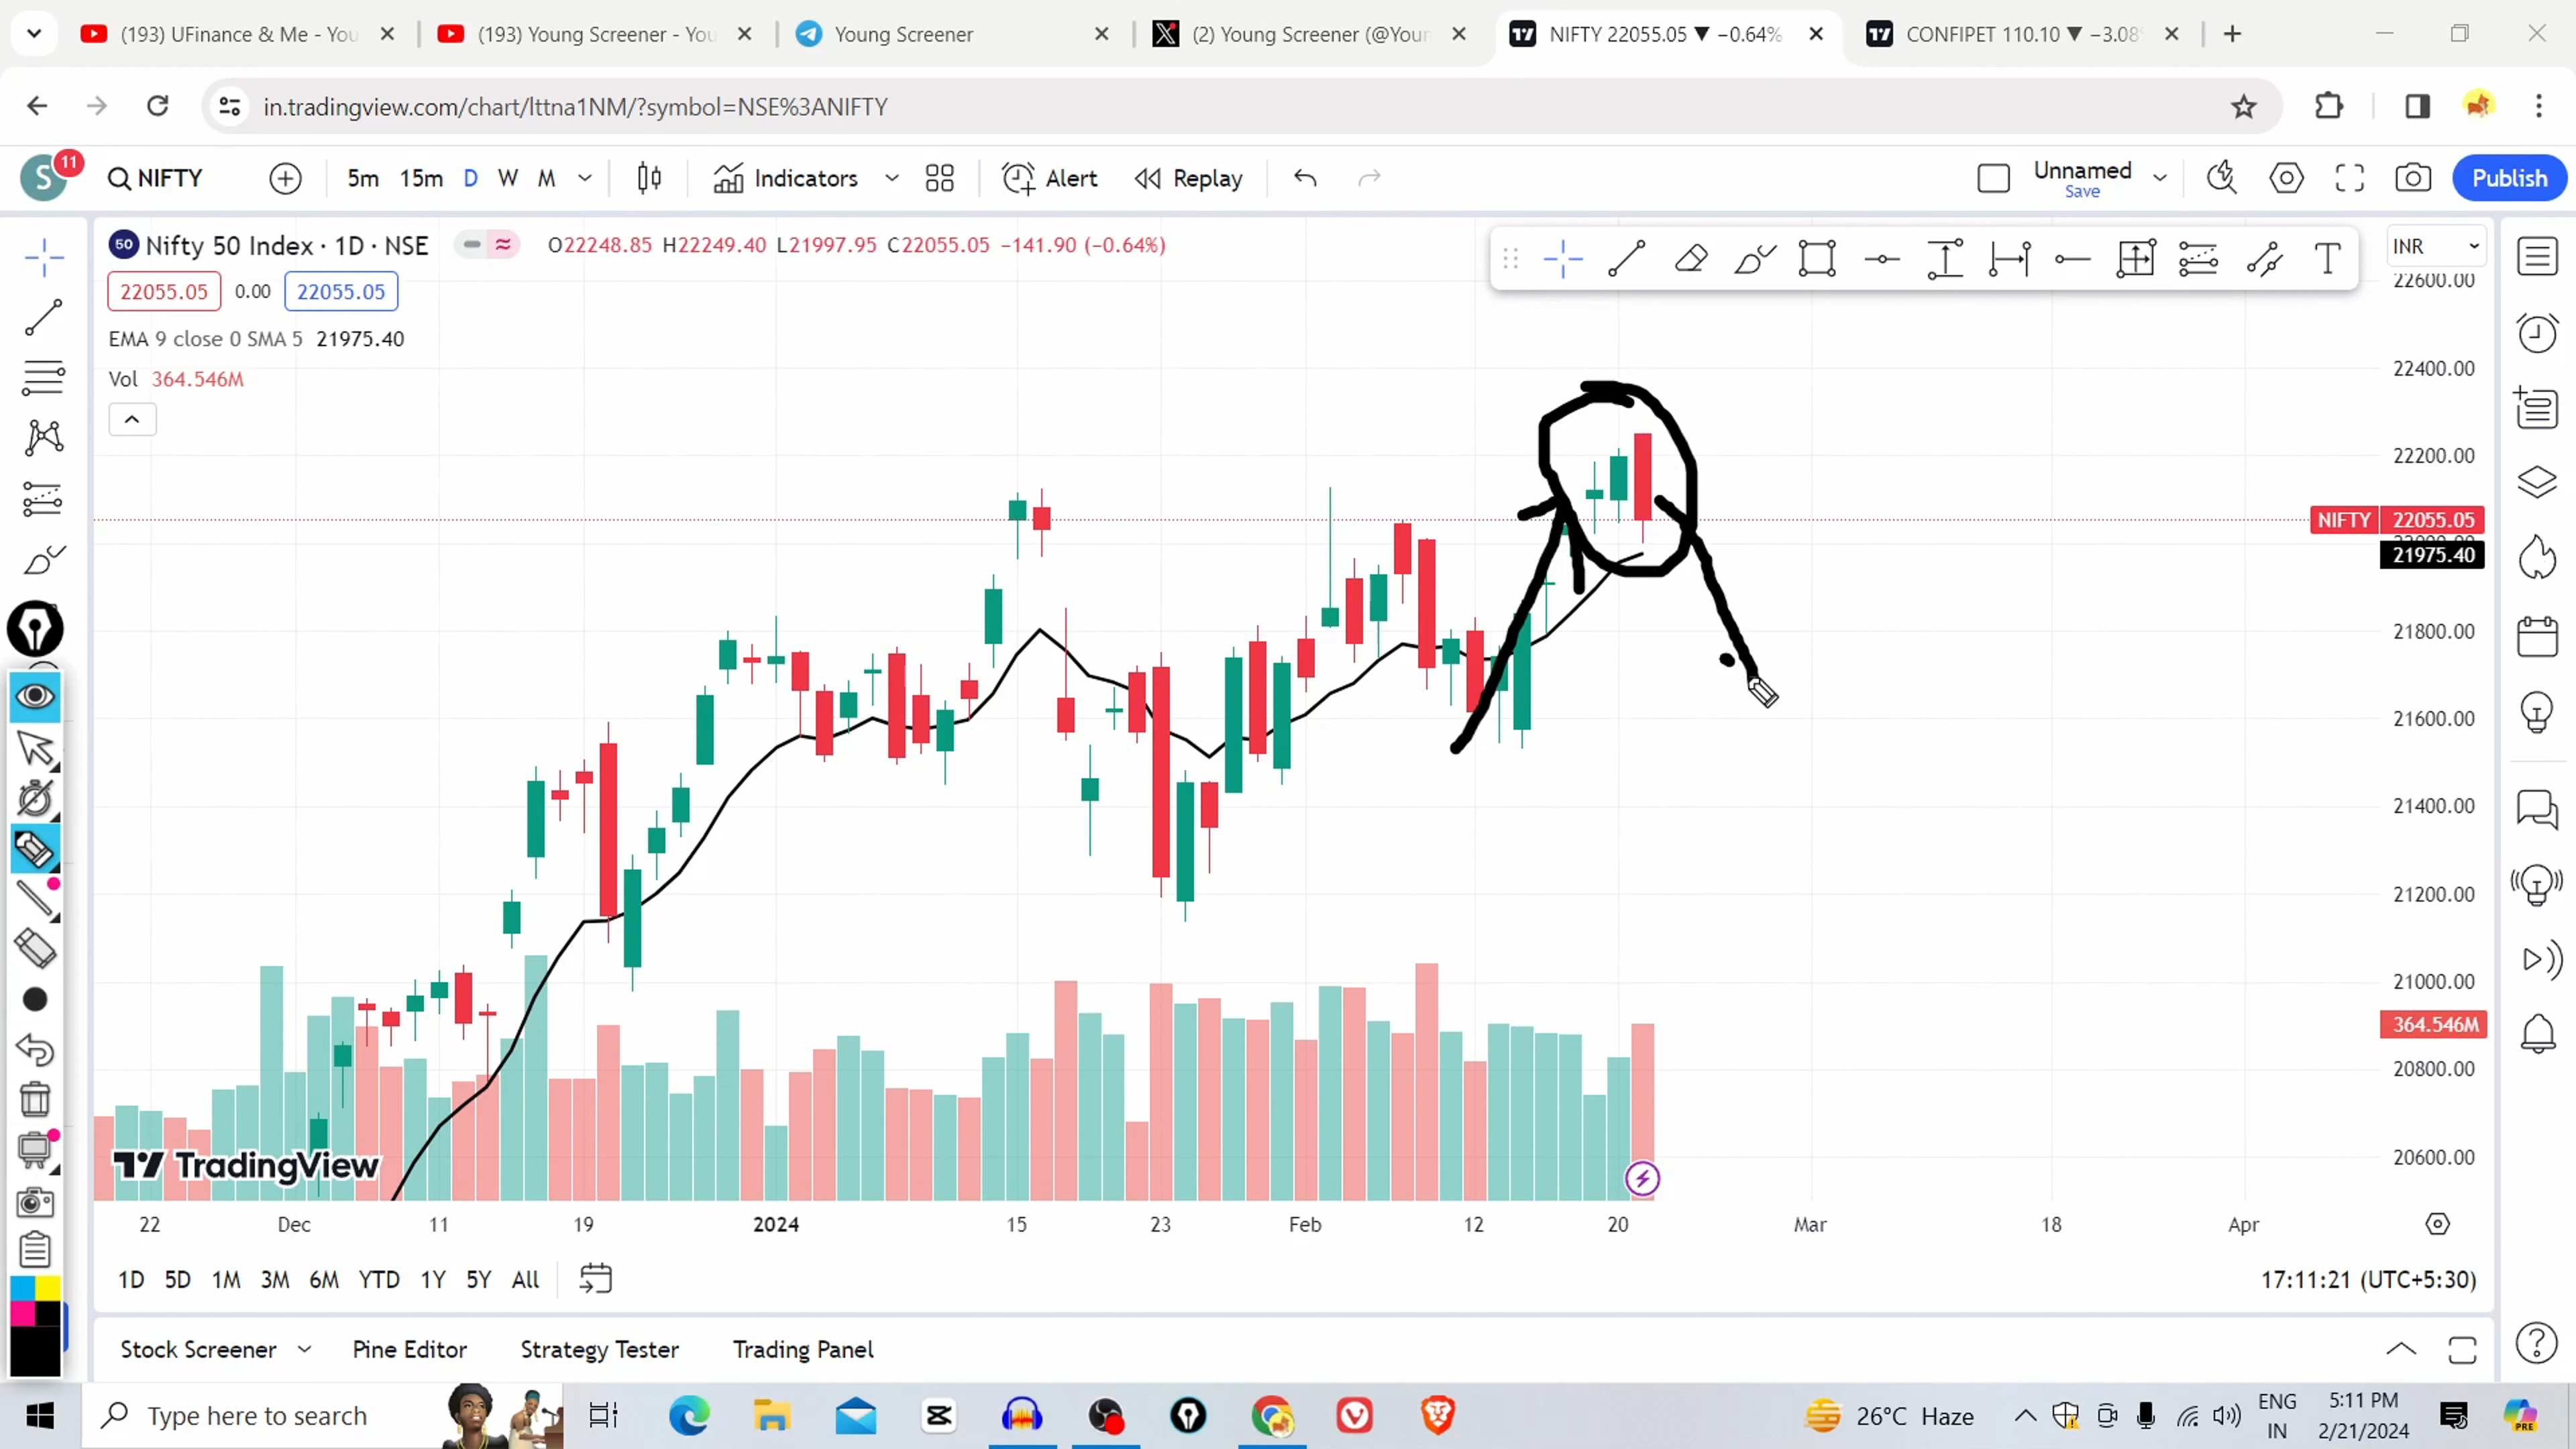 (193) UFinance & Me - You
(193) Young Screener - You
Young Screener
(2) Young Screener (@Your
NIFTY 22055.05 ▼ −0.64%
CONFIPET 110.10 ▼ −3.08%
in.tradingview.com/chart/lttna1NM/?symbol=NSE%3ANIFTY
S
11
NIFTY
5m
15m
D
W
M
Indicators
Alert
Replay
Unnamed
Save
Publish
50
Nifty 50 Index · 1D · NSE
O22248.85 H22249.40 L21997.95 C22055.05 −141.90 (−0.64%)
INR
22055.05
0.00
22055.05
EMA 9 close 0 SMA 5 21975.40
Vol 364.546M
22600.00
22400.00
22200.00
NIFTY 22055.05
21975.40
21800.00
21600.00
21400.00
21200.00
21000.00
364.546M
20800.00
20600.00
TradingView
22
Dec
11
19
2024
15
23
Feb
12
20
Mar
18
Apr
1D 5D 1M 3M 6M YTD 1Y 5Y All
17:11:21 (UTC+5:30)
Stock Screener
Pine Editor
Strategy Tester
Trading Panel
Type here to search
26°C Haze
ENG
IN
5:11 PM
2/21/2024
PRE